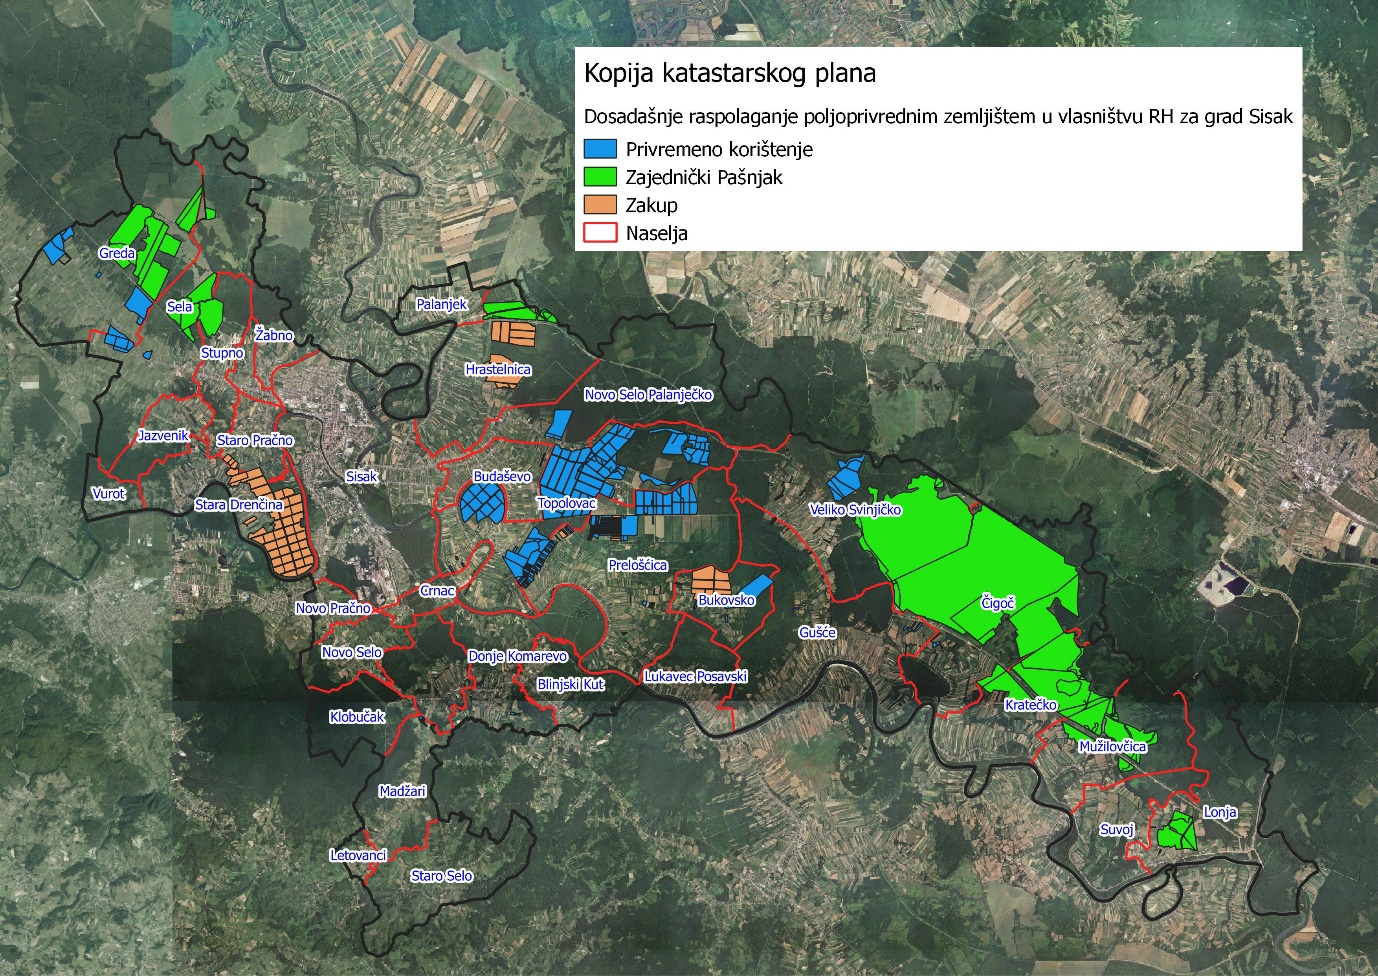 Kopija katastarskog plana
Dosadašnje raspolaganje poljoprivrednim zemljištem u vlasništvu RH za grad Sisak
Privremeno korištenje
Zajednički Pašnjak
Zakup
Naselja
Greda
Sela
Palanjek
Žabno
Stupno
Hrastelnica
Novo Selo Palanječko
Jazvenik
Staro Pračno
Sisak
Budaševo
Vurot
Stara Drenčina
Topolovac
Veliko Svinjičko
Prelošćica
Crnac
Bukovsko
Čigoč
Novo Pračno
Gušće
Novo Selo
Donje Komarevo
Blinjski Kut
Lukavec Posavski
Kratečko
Klobučak
Mužilovčica
Madžari
Lonja
Suvoj
Letovanci
Staro Selo